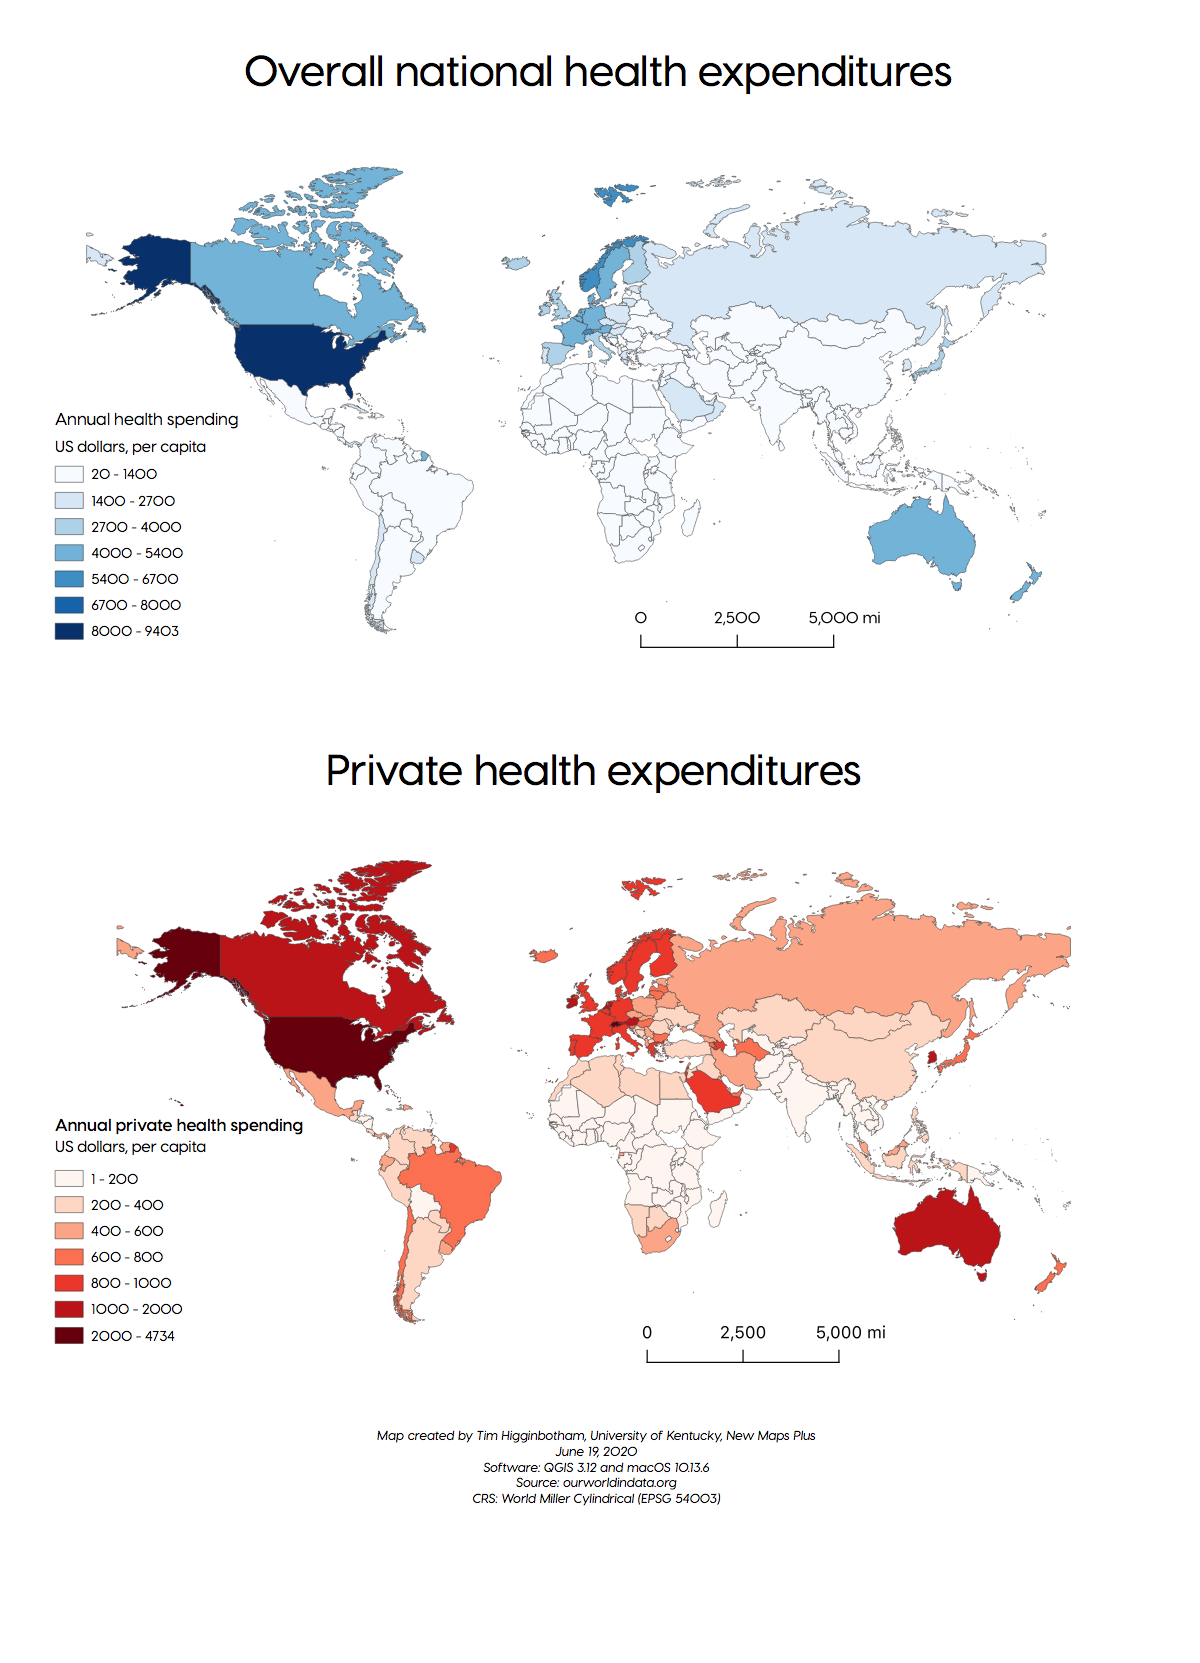 Overall national health expenditures
Annual health spending
US dollars, per capita
20 - 1400
1400 - 2700
2700 - 4000
4000 - 5400
5400 - 6700
6700 - 8000
8000 - 9403
0 2,500 5,000 mi
Private health expenditures
Annual private health spending
US dollars, per capita
1 - 200
200 - 400
400 - 600
600 - 800
800 - 1000
1000 - 2000
2000 - 4734
0 2,500 5,000 mi
Map created by Tim Higginbotham, University of Kentucky, New Maps Plus
June 19, 2020
Software: QGIS 3.12 and macOS 10.13.6
Source: ourworldindata.org
CRS: World Miller Cylindrical (EPSG 54003)